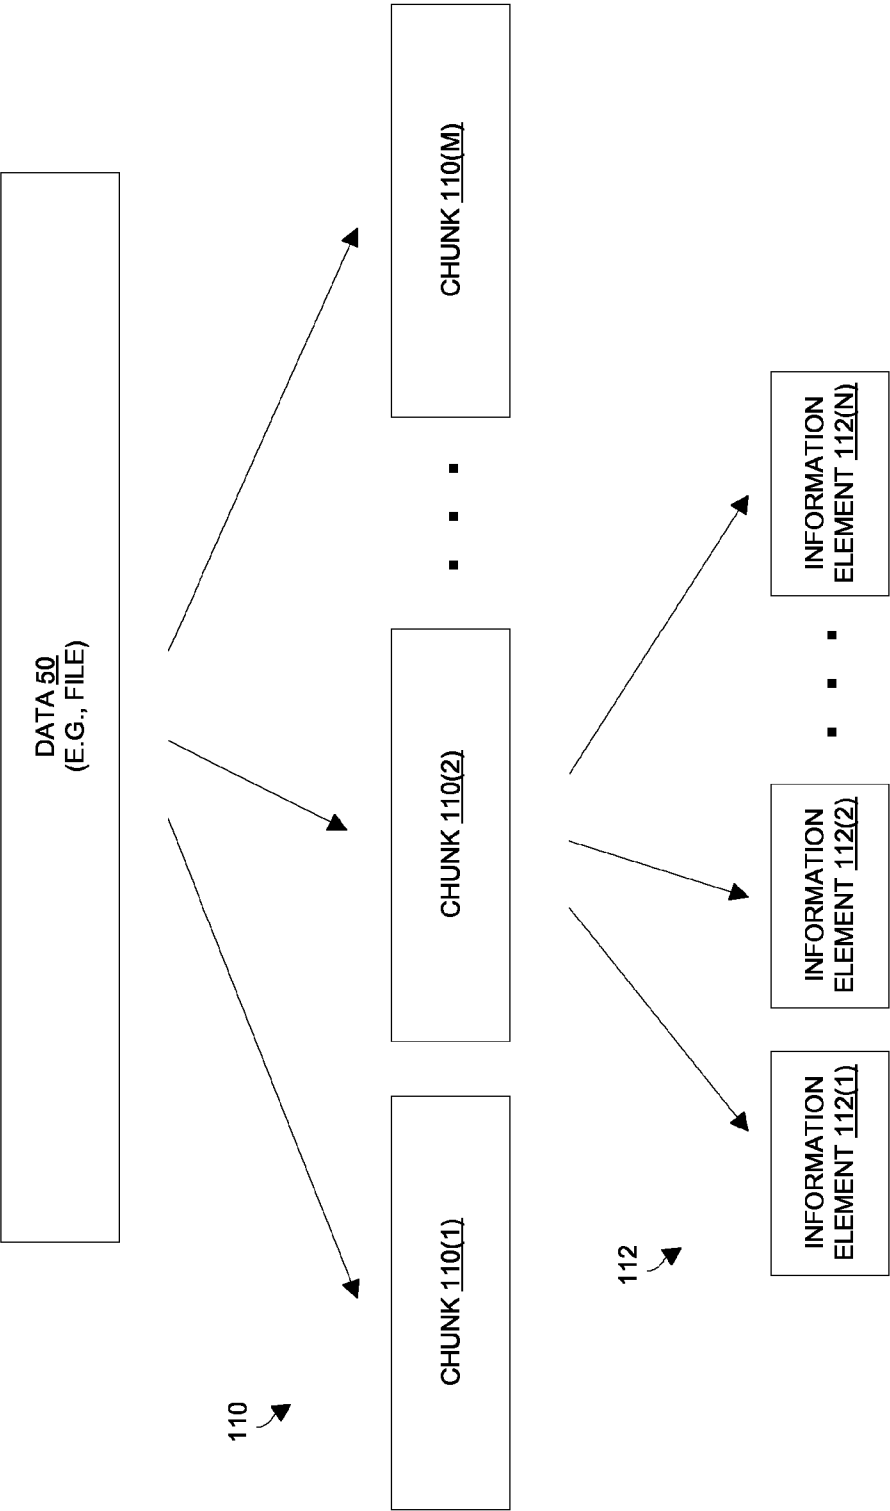 DATA 50
(E.G., FILE)
110
CHUNK 110(1)
CHUNK 110(2)
CHUNK 110(M)
112
INFORMATION
ELEMENT 112(1)
INFORMATION
ELEMENT 112(2)
INFORMATION
ELEMENT 112(N)